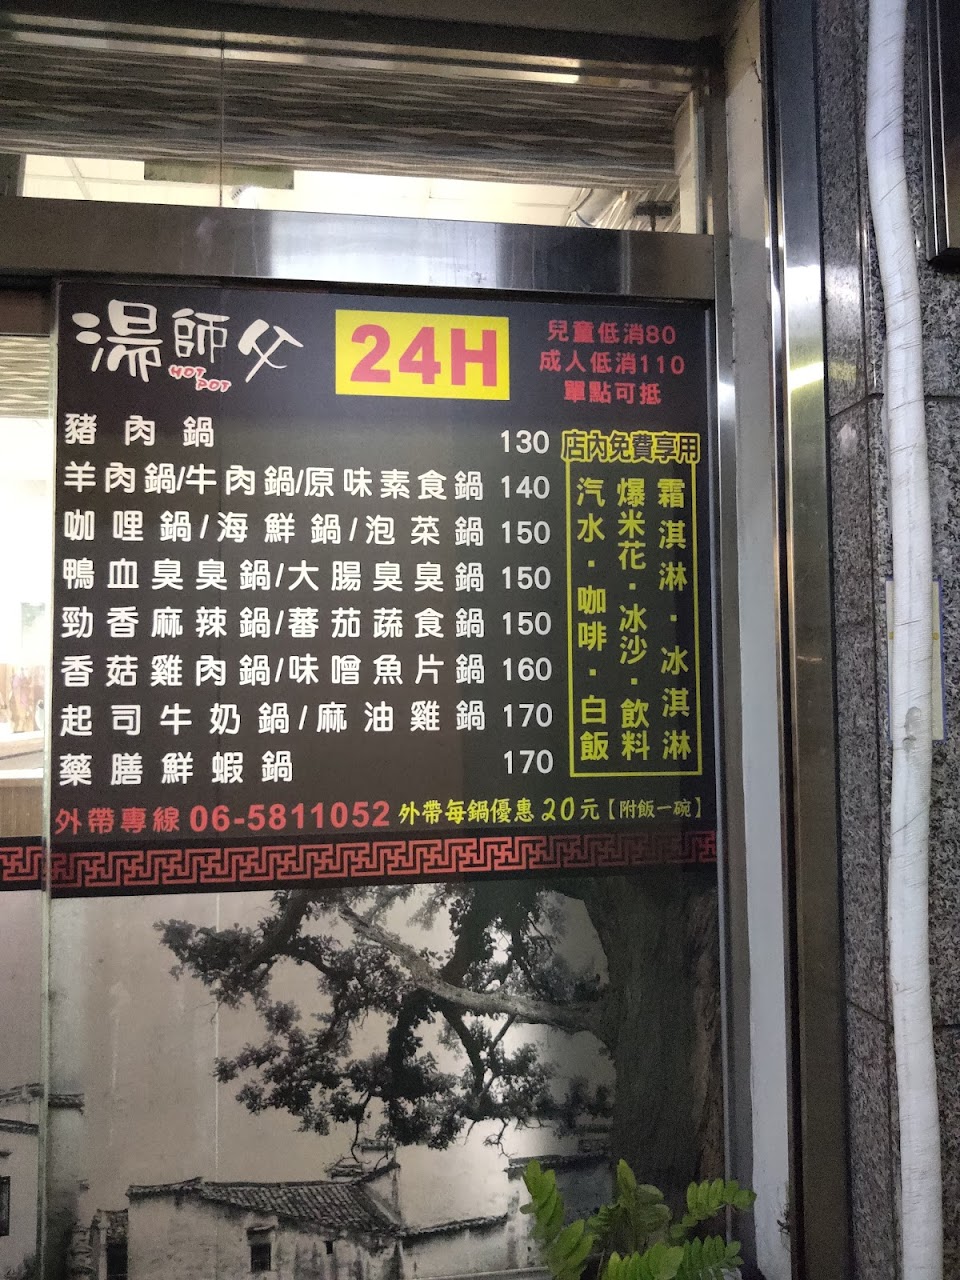 湯師父
HOT POT
24H
兒童低消80
成人低消110
單點可抵
豬肉鍋 130
羊肉鍋/牛肉鍋/原味素食鍋 140
咖哩鍋/海鮮鍋/泡菜鍋 150
鴨血臭臭鍋/大腸臭臭鍋 150
勁香麻辣鍋/蕃茄蔬食鍋 150
香菇雞肉鍋/味噌魚片鍋 160
起司牛奶鍋/麻油雞鍋 170
藥膳鮮蝦鍋 170
店內免費享用
霜淇淋．冰淇淋
爆米花．冰沙．飲料
汽水．咖啡．白飯
外帶專線 06-5811052 外帶每鍋優惠 20元【附飯一碗】